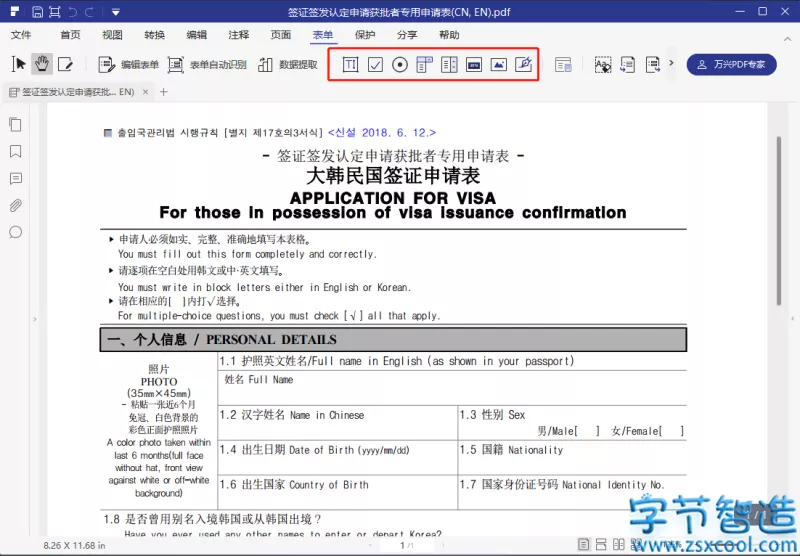 签证签发认定申请获批者专用申请表(CN, EN).pdf
文件 首页 视图 转换 编辑 注释 页面 表单 保护 分享 帮助
编辑表单 表单自动识别 数据提取 万兴PDF专家
签证签发认定申请获批... EN)
출입국관리법 시행규칙 [별지 제17호의3서식] <신설 2018. 6. 12.>
- 签证签发认定申请获批者专用申请表 -
大韩民国签证申请表
APPLICATION FOR VISA
For those in possession of visa issuance confirmation
▶ 申请人必须如实、完整、准确地填写本表格。
You must fill out this form completely and correctly.
▶ 请逐项在空白处用韩文或中·英文填写。
You must write in block letters either in English or Korean.
▶ 请在相应的[ ]内打√选择。
For multiple-choice questions, you must check [√] all that apply.
一、个人信息 / PERSONAL DETAILS
照片
PHOTO
(35㎜×45㎜)
- 粘贴一张近6个月
免冠、白色背景的
彩色正面护照照片
A color photo taken within
last 6 months(full face
without hat, front view
against white or off-white
background)
1.1 护照英文姓名/Full name in English (as shown in your passport)
姓名 Full Name
1.2 汉字姓名 Name in Chinese
1.3 性别 Sex
男/Male[ ] 女/Female[ ]
1.4 出生日期 Date of Birth (yyyy/mm/dd)
1.5 国籍 Nationality
1.6 出生国家 Country of Birth
1.7 国家身份证号码 National Identity No.
1.8 是否曾用别名入境韩国或从韩国出境？
Have you ever used any other names to enter or depart Korea?
8.26 X 11.68 in
1 /1
字节智造
www.zsxcool.com